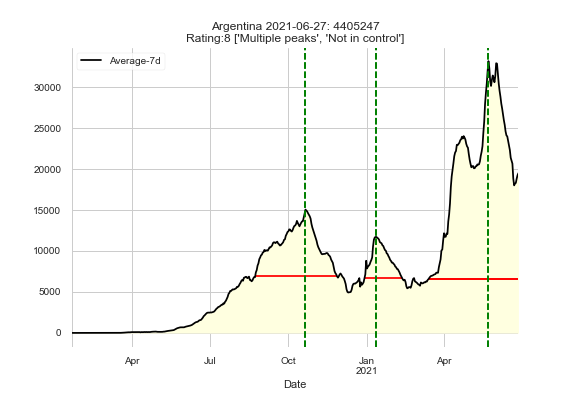 Argentina 2021-06-27: 4405247
Rating:8 ['Multiple peaks', 'Not in control']
Average-7d
30000
25000
20000
15000
10000
5000
0
Apr
Jul
Oct
Jan
2021
Apr
Date